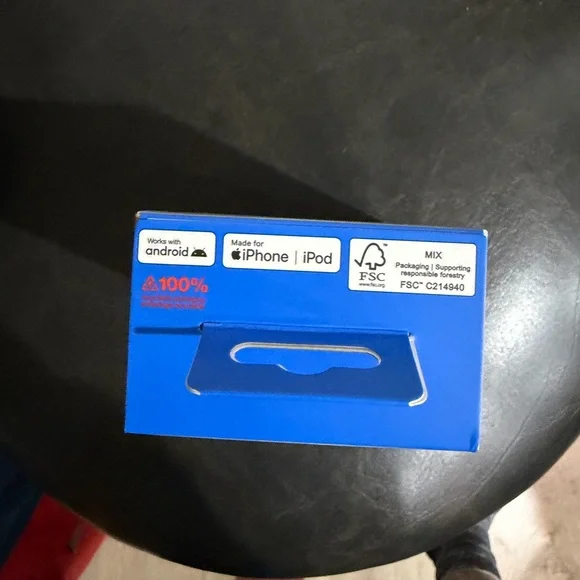 Works with
android
Made for
iPhone | iPod
FSC
www.fsc.org
MIX
Packaging | Supporting
responsible forestry
FSC™ C214940
100%